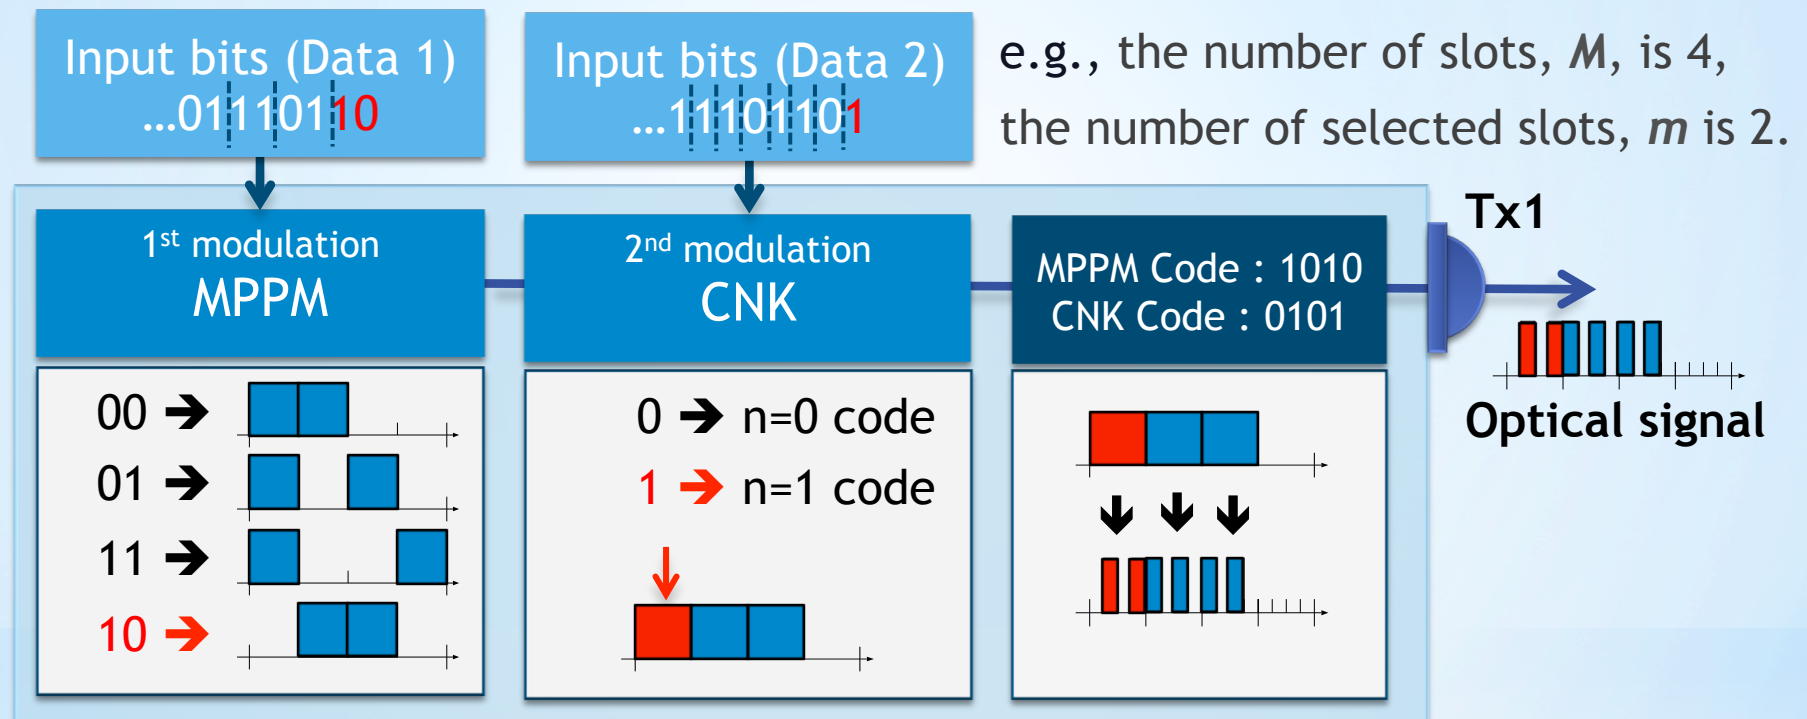 Input bits (Data 1)
...011101110
Input bits (Data 2)
...11101101
e.g., the number of slots, M, is 4,
the number of selected slots, m is 2.
1st modulation
MPPM
2nd modulation
CNK
MPPM Code : 1010
CNK Code : 0101
Tx1
Optical signal
00 ➔
01 ➔
11 ➔
10 ➔
0 ➔ n=0 code
1 ➔ n=1 code